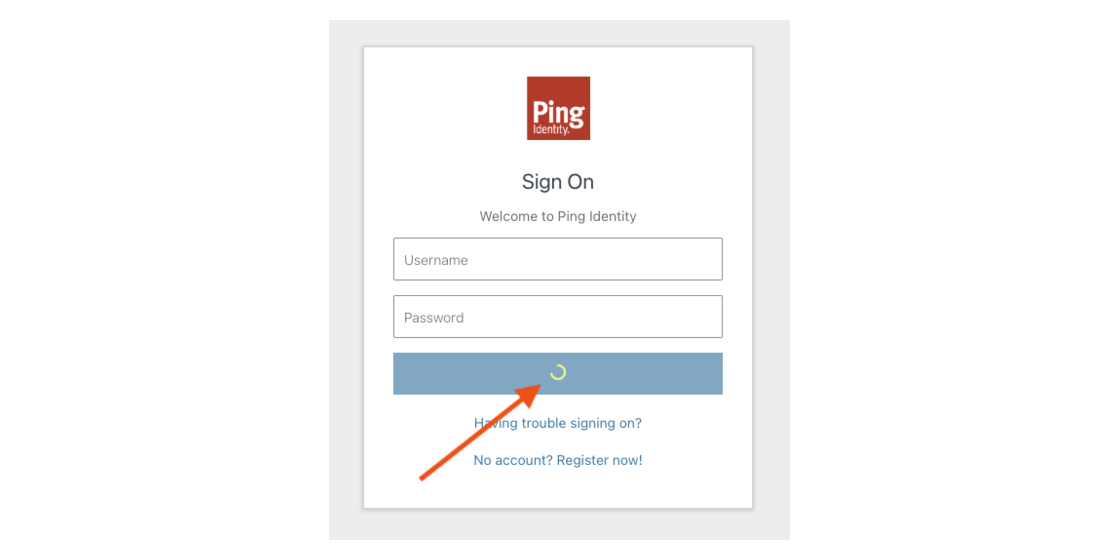 Ping
Identity.
Sign On
Welcome to Ping Identity
Username
Password
Having trouble signing on?
No account? Register now!